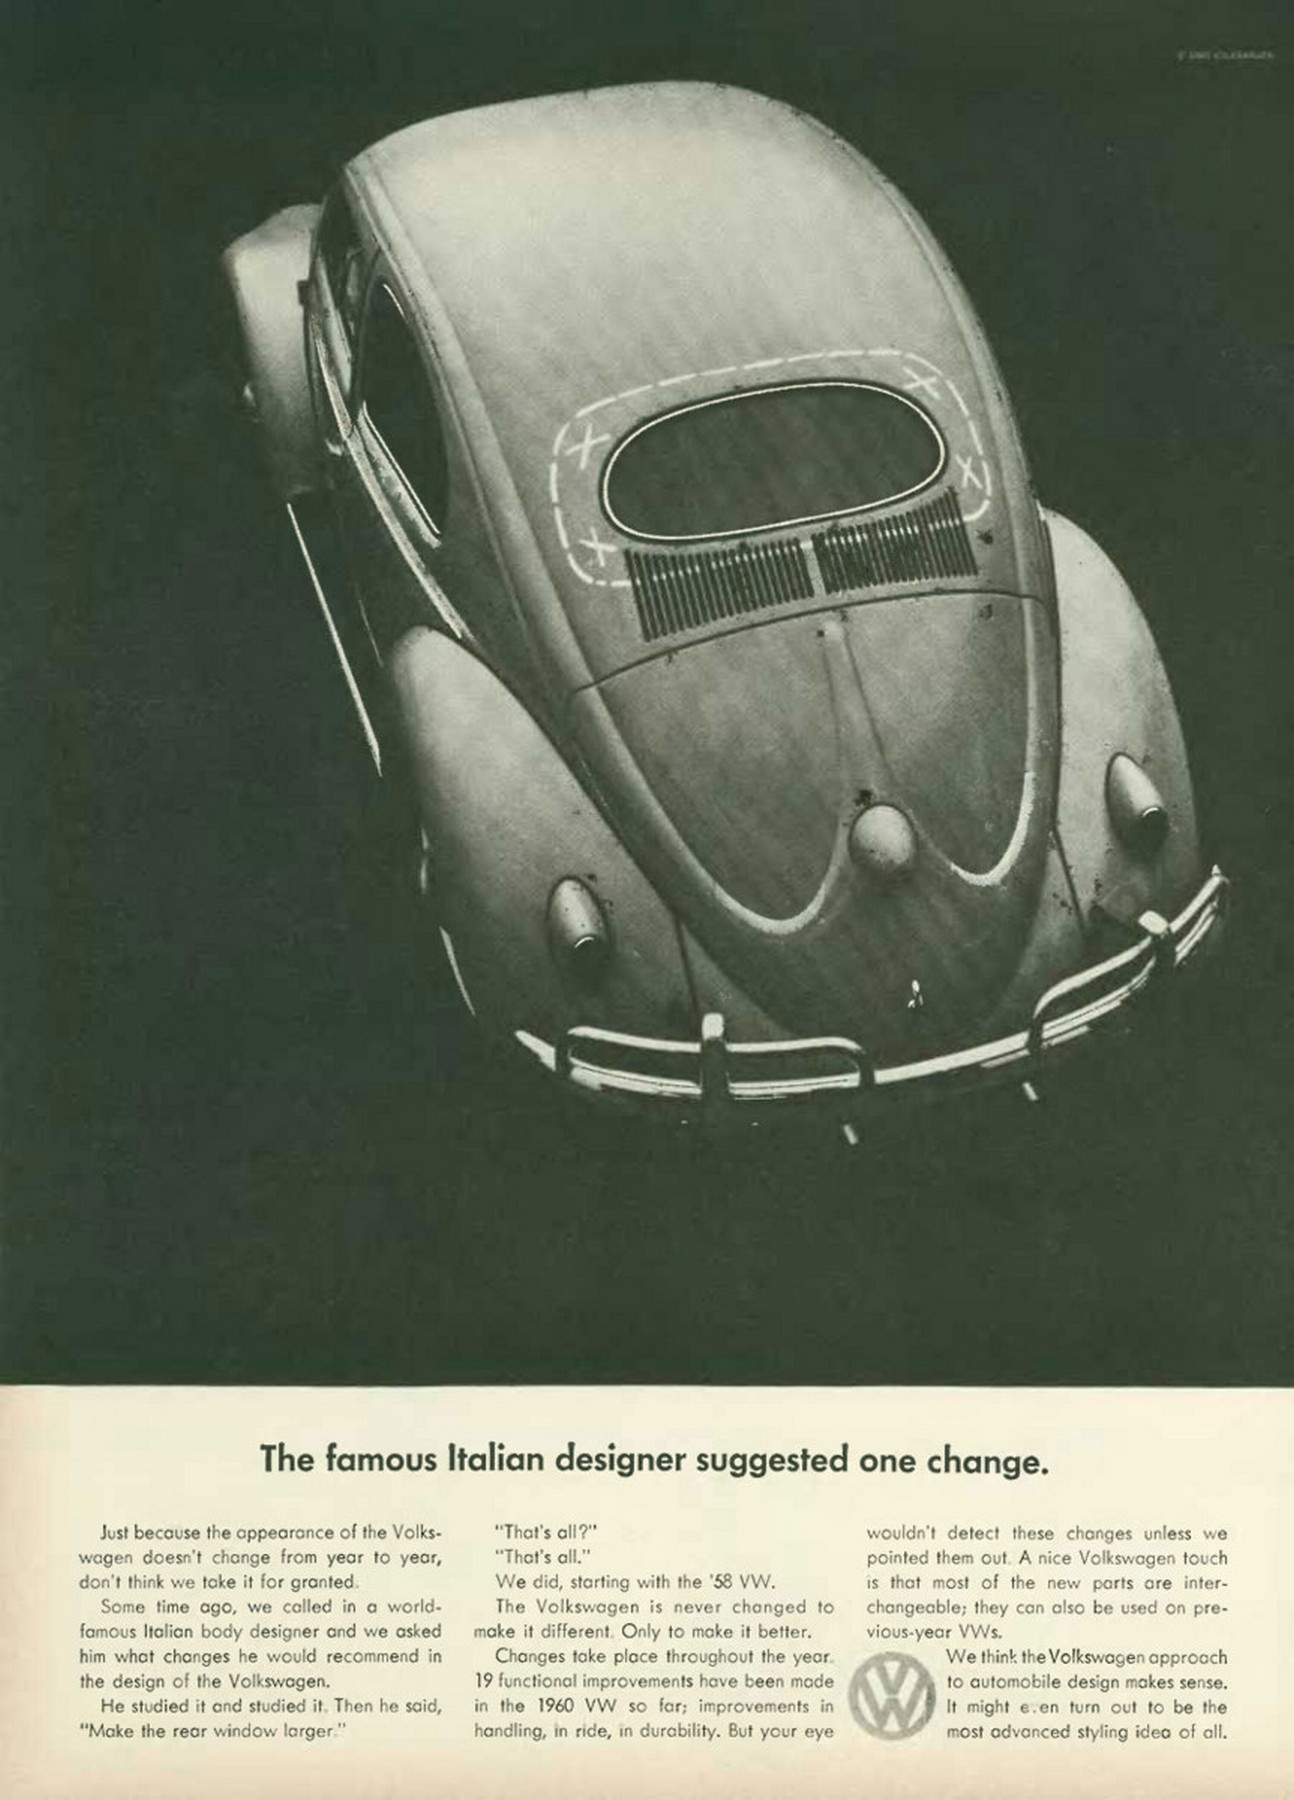 © 1960 VOLKSWAGEN
The famous Italian designer suggested one change.
Just because the appearance of the Volks-
wagen doesn't change from year to year,
don't think we take it for granted.
Some time ago, we called in a world-
famous Italian body designer and we asked
him what changes he would recommend in
the design of the Volkswagen.
He studied it and studied it. Then he said,
"Make the rear window larger."
"That's all?"
"That's all."
We did, starting with the '58 VW.
The Volkswagen is never changed to
make it different. Only to make it better.
Changes take place throughout the year.
19 functional improvements have been made
in the 1960 VW so far; improvements in
handling, in ride, in durability. But your eye
wouldn't detect these changes unless we
pointed them out. A nice Volkswagen touch
is that most of the new parts are inter-
changeable; they can also be used on pre-
vious-year VWs.
We think the Volkswagen approach
to automobile design makes sense.
It might even turn out to be the
most advanced styling idea of all.
VW